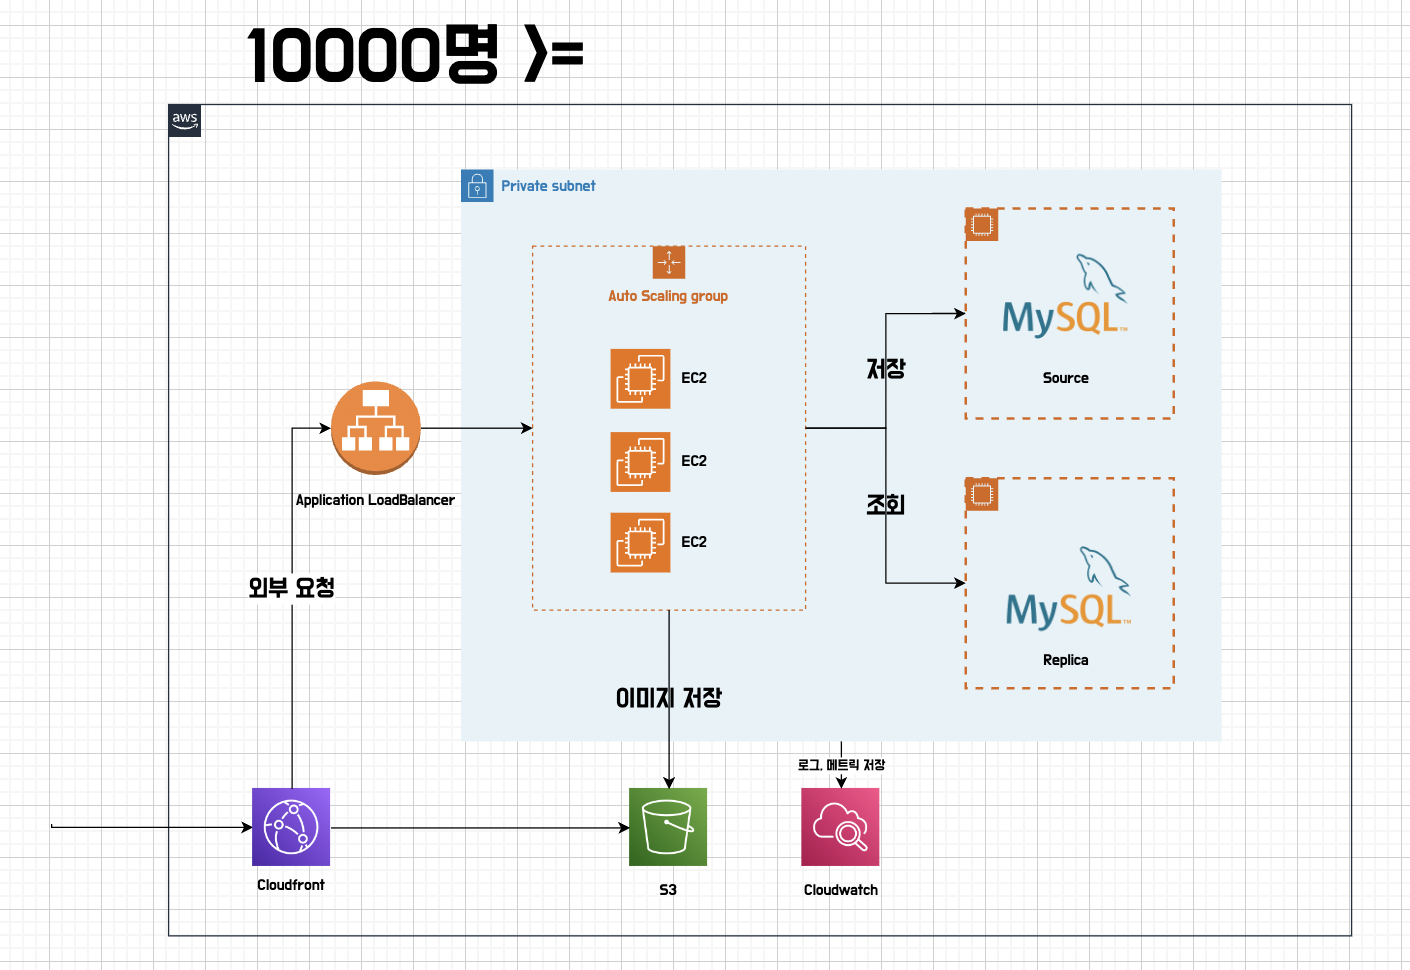 10000명 >=
aws
Private subnet
Auto Scaling group
EC2
EC2
EC2
저장
조회
MySQL™
Source
MySQL™
Replica
Application LoadBalancer
외부 요청
이미지 저장
로그, 메트릭 저장
Cloudfront
S3
Cloudwatch